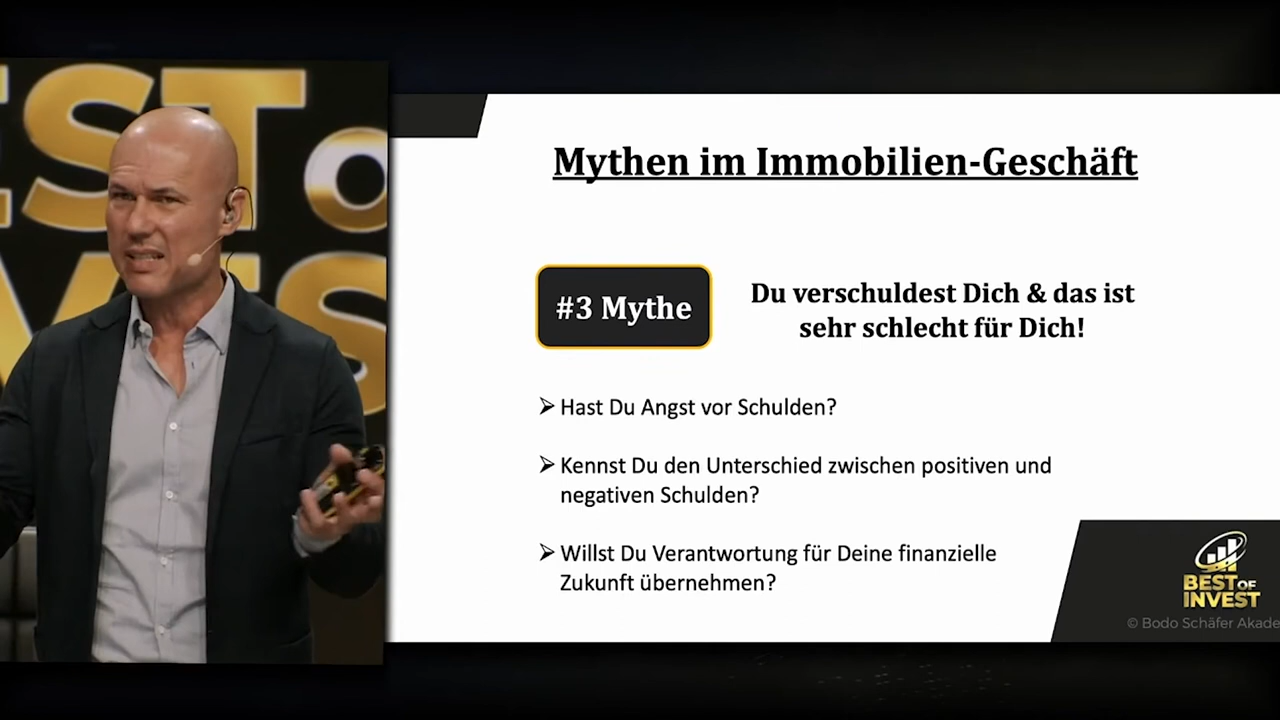 EST O
VES
Mythen im Immobilien-Geschäft
#3 Mythe
Du verschuldest Dich & das ist
sehr schlecht für Dich!
➢ Hast Du Angst vor Schulden?
➢ Kennst Du den Unterschied zwischen positiven und
negativen Schulden?
➢ Willst Du Verantwortung für Deine finanzielle
Zukunft übernehmen?
BEST OF
INVEST
© Bodo Schäfer Akade